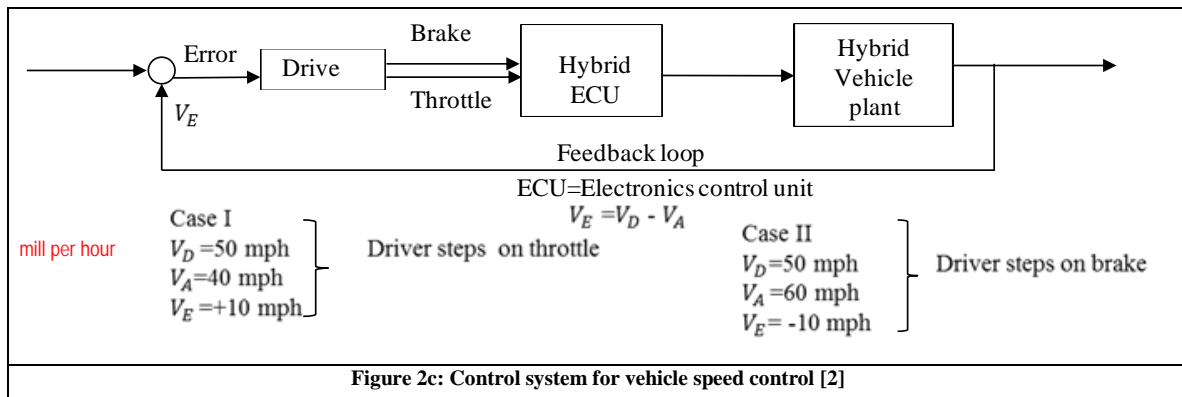 Brake
Error
Drive
Throttle
Hybrid
ECU
Hybrid
Vehicle
plant
V_E
Feedback loop
ECU=Electronics control unit
V_E =V_D - V_A
mill per hour
Case I
V_D =50 mph
V_A=40 mph
V_E =+10 mph
Driver steps on throttle
Case II
V_D=50 mph
V_A=60 mph
V_E= -10 mph
Driver steps on brake
Figure 2c: Control system for vehicle speed control [2]